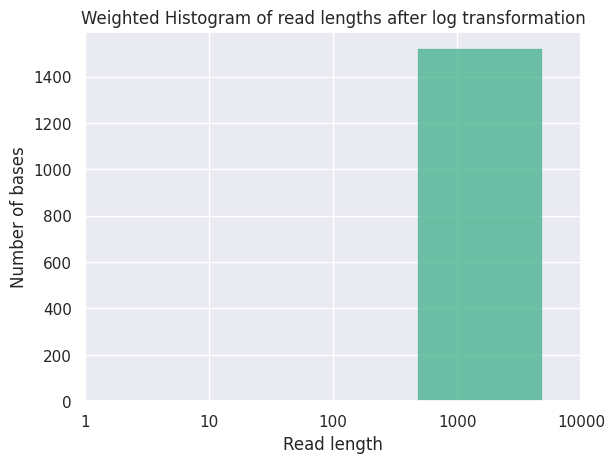 Weighted Histogram of read lengths after log transformation
Number of bases
1400
1200
1000
800
600
400
200
0
1 10 100 1000 10000
Read length